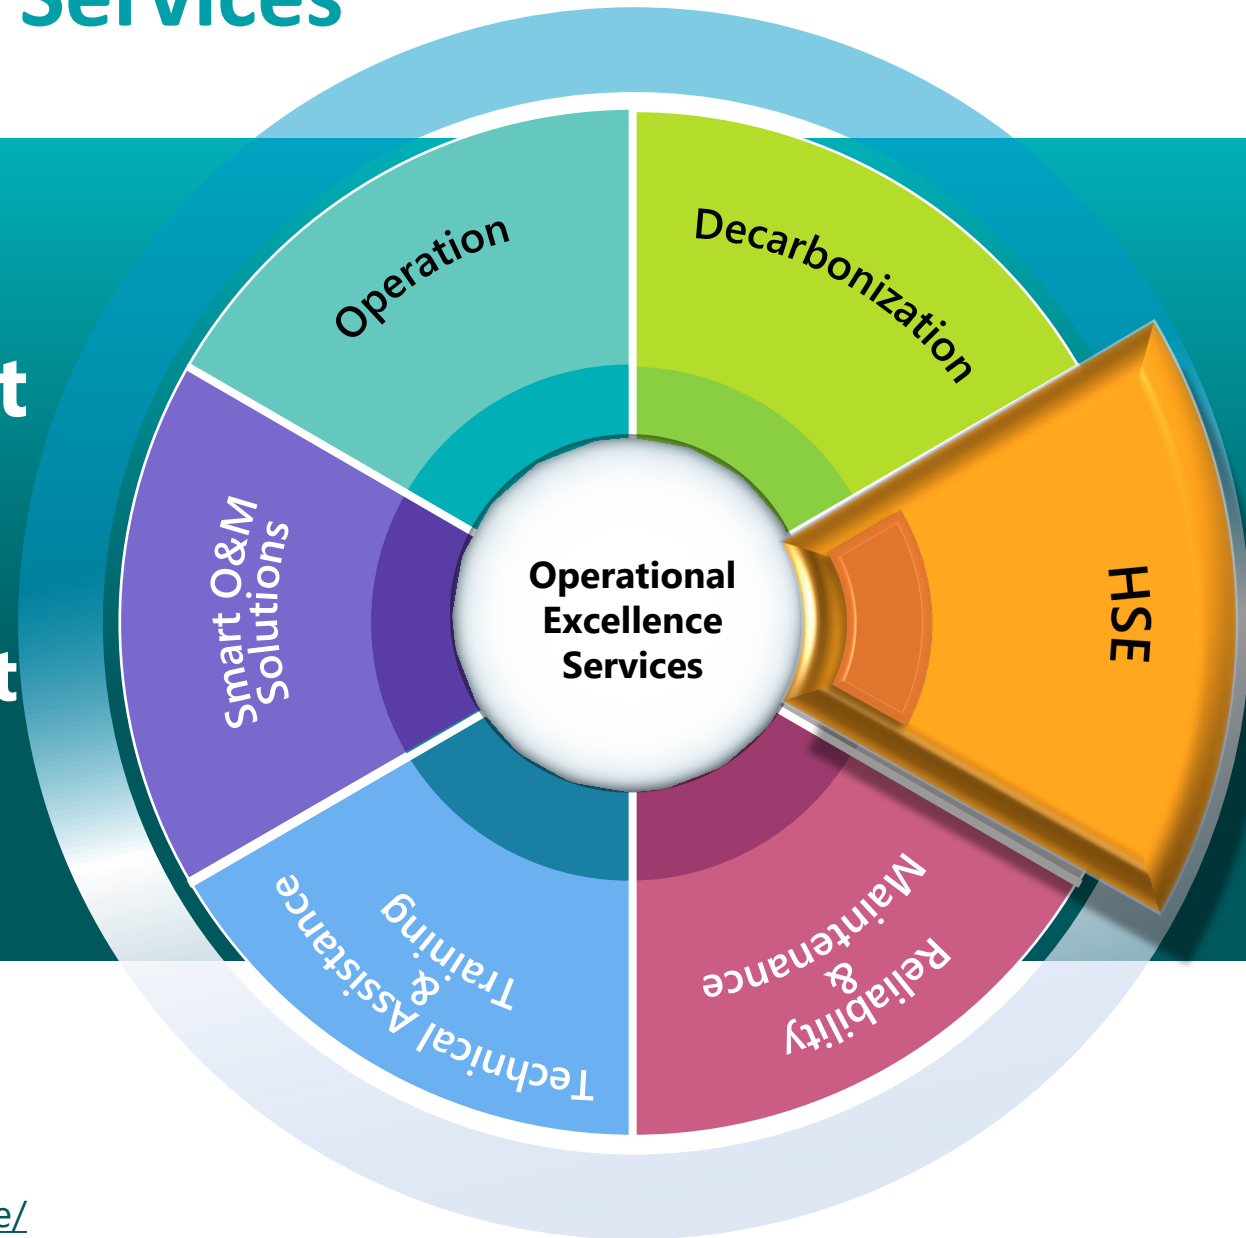 Services
t
t
Operation
Decarbonization
HSE
Smart O&M
Solutions
Operational
Excellence
Services
Technical Assistance
&
Training
Reliability
&
Maintenance
e/